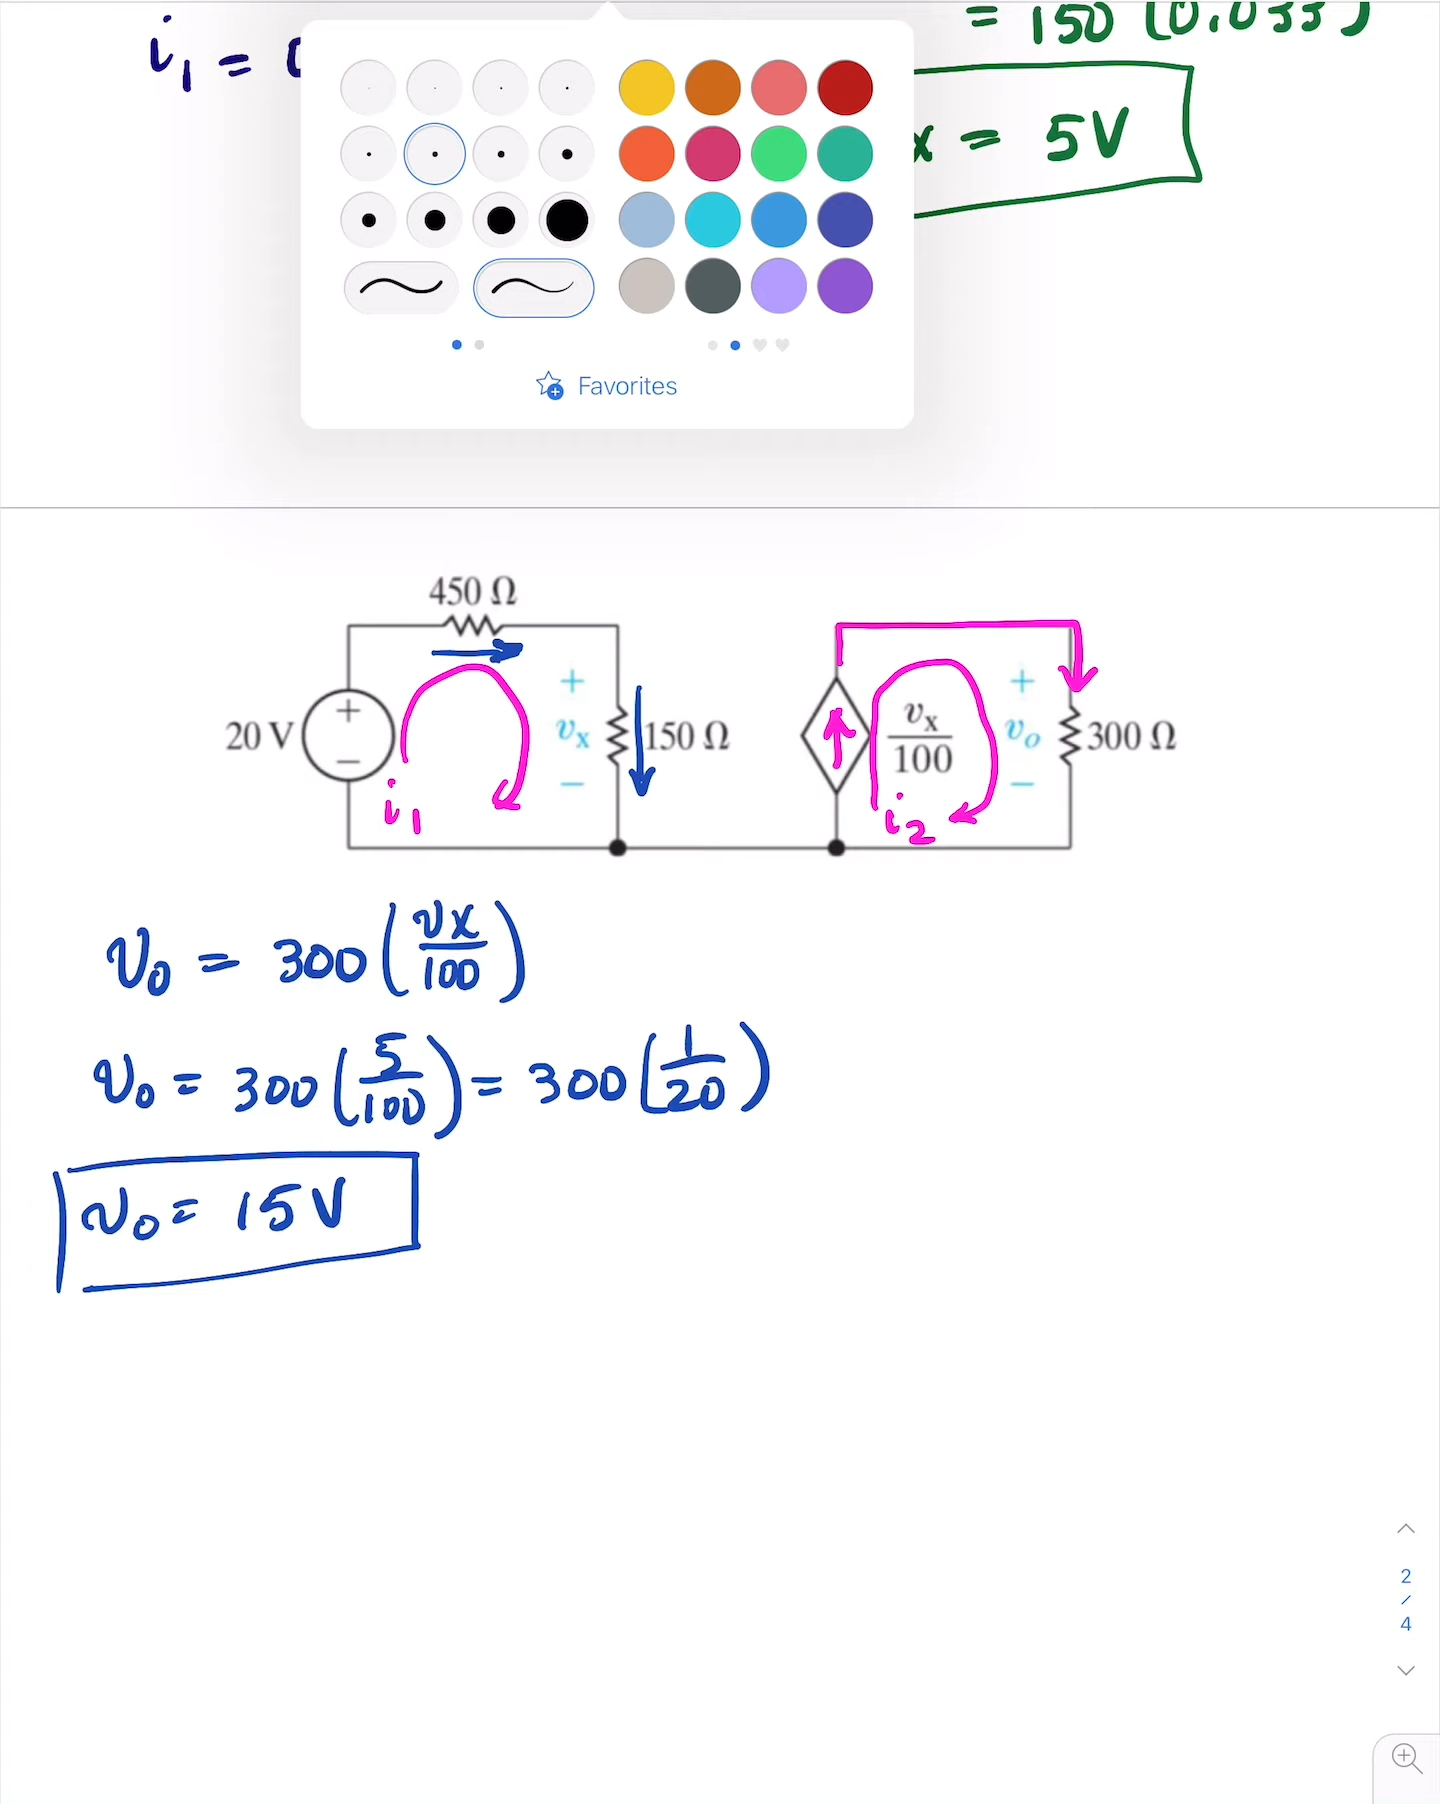 = 150 (0.033)
i₁ = 0
x = 5V
Favorites
450 Ω
20 V
+
−
+
vₓ
−
150 Ω
vₓ
100
+
vₒ
−
300 Ω
i₁
i₂
v₀ = 300 (vx/100)
v₀ = 300 (5/100) = 300 (1/20)
v₀ = 15V
2
/
4